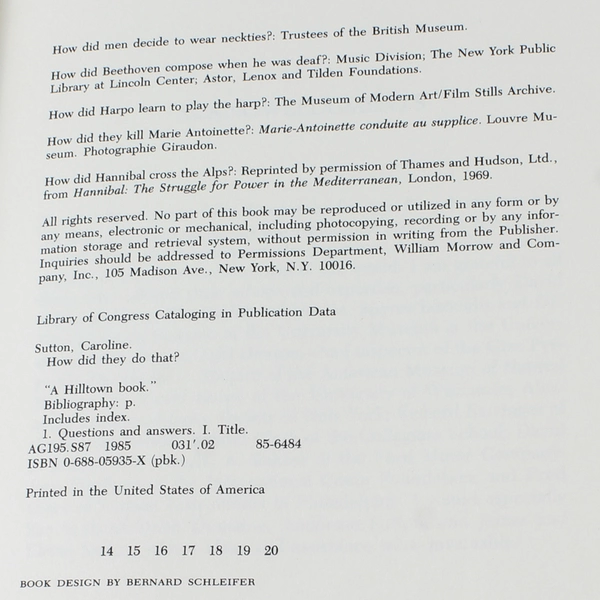 How did men decide to wear neckties?: Trustees of the British Museum.
How did Beethoven compose when he was deaf?: Music Division; The New York Public
Library at Lincoln Center; Astor, Lenox and Tilden Foundations.
How did Harpo learn to play the harp?: The Museum of Modern Art/Film Stills Archive.
How did they kill Marie Antoinette?: Marie-Antoinette conduite au supplice. Louvre Mu-
seum. Photographie Giraudon.
How did Hannibal cross the Alps?: Reprinted by permission of Thames and Hudson, Ltd.,
from Hannibal: The Struggle for Power in the Mediterranean, London, 1969.
All rights reserved. No part of this book may be reproduced or utilized in any form or by
any means, electronic or mechanical, including photocopying, recording or by any infor-
mation storage and retrieval system, without permission in writing from the Publisher.
Inquiries should be addressed to Permissions Department, William Morrow and Com-
pany, Inc., 105 Madison Ave., New York, N.Y. 10016.
Library of Congress Cataloging in Publication Data
Sutton, Caroline.
How did they do that?
"A Hilltown book."
Bibliography: p.
Includes index.
1. Questions and answers. I. Title.
AG195.S87 1985 031'.02 85-6484
ISBN 0-688-05935-X (pbk.)
Printed in the United States of America
14 15 16 17 18 19 20
BOOK DESIGN BY BERNARD SCHLEIFER